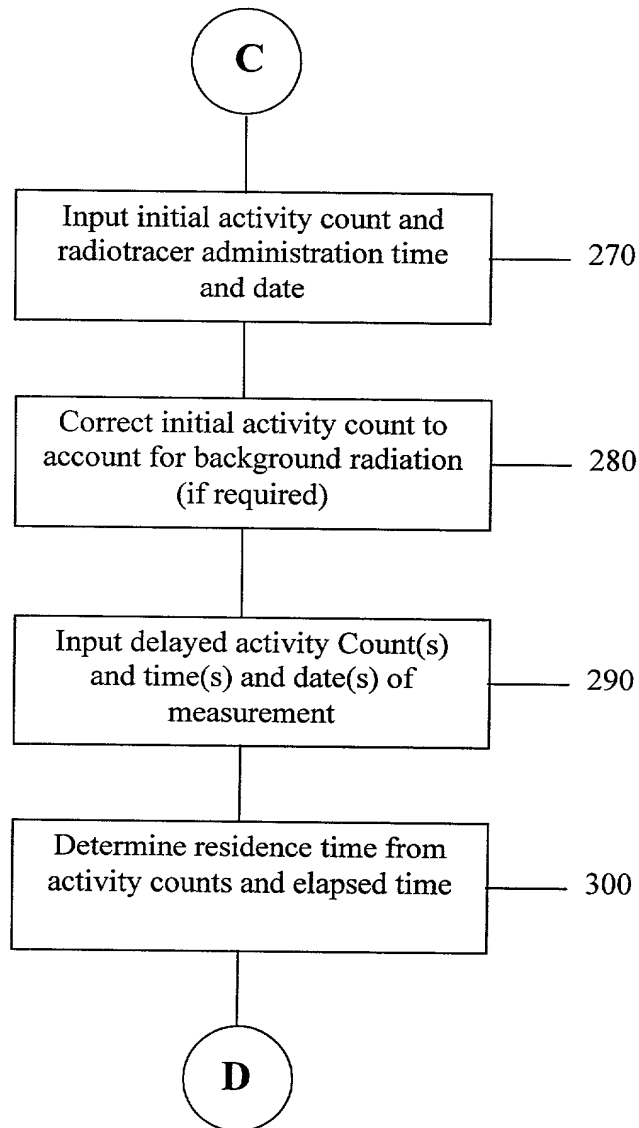 C
Input initial activity count and
radiotracer administration time
and date
270
Correct initial activity count to
account for background radiation
(if required)
280
Input delayed activity Count(s)
and time(s) and date(s) of
measurement
290
Determine residence time from
activity counts and elapsed time
300
D